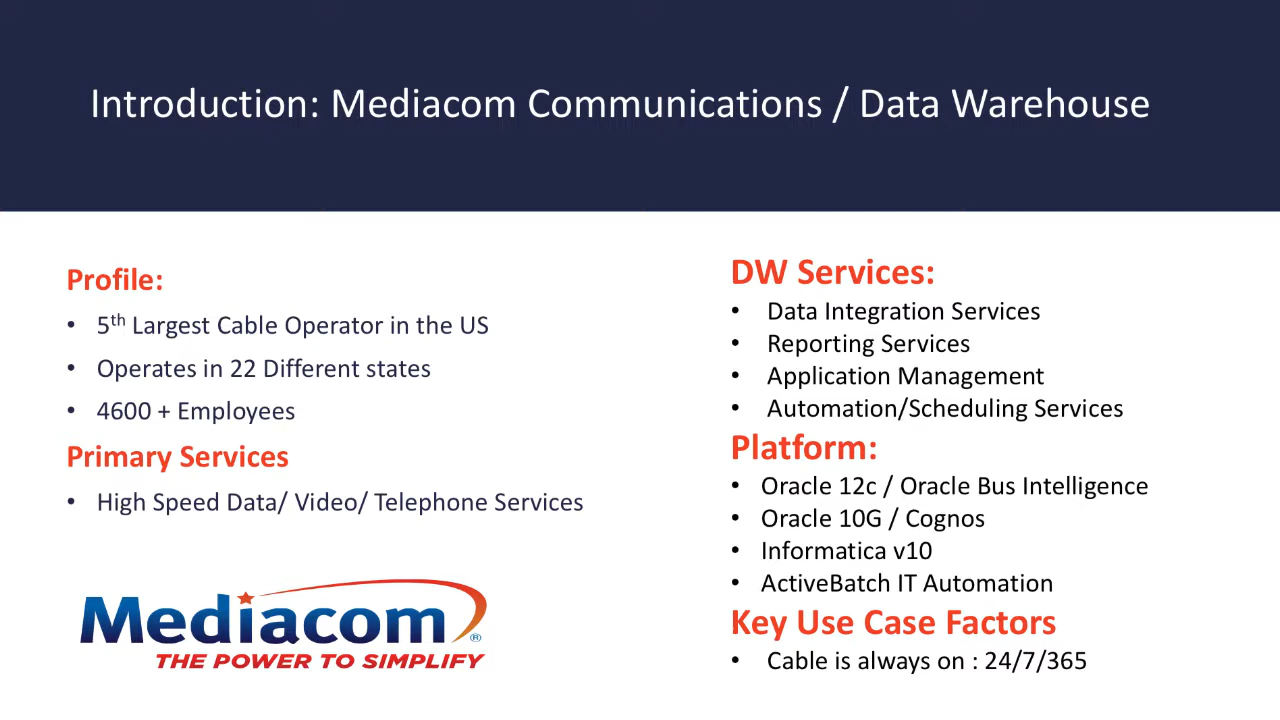 Introduction: Mediacom Communications / Data Warehouse
Profile:
• 5th Largest Cable Operator in the US
• Operates in 22 Different states
• 4600 + Employees
Primary Services
• High Speed Data/ Video/ Telephone Services
Mediacom®
THE POWER TO SIMPLIFY
DW Services:
• Data Integration Services
• Reporting Services
• Application Management
• Automation/Scheduling Services
Platform:
• Oracle 12c / Oracle Bus Intelligence
• Oracle 10G / Cognos
• Informatica v10
• ActiveBatch IT Automation
Key Use Case Factors
• Cable is always on : 24/7/365